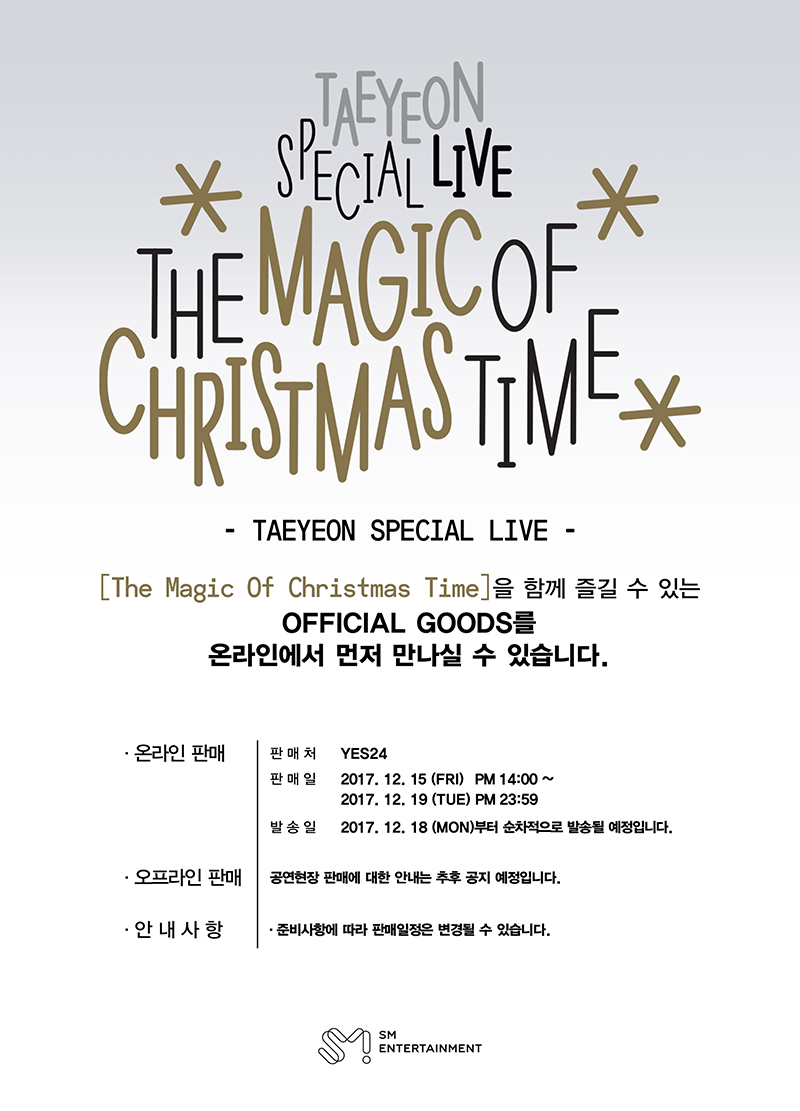 TAEYEON
SPECIAL LIVE
THE MAGIC OF
CHRISTMAS TIME
- TAEYEON SPECIAL LIVE -
[The Magic Of Christmas Time]을 함께 즐길 수 있는
OFFICIAL GOODS를
온라인에서 먼저 만나실 수 있습니다.
· 온라인 판매
판 매 처 YES24
판 매 일 2017. 12. 15 (FRI) PM 14:00 ~
2017. 12. 19 (TUE) PM 23:59
발 송 일 2017. 12. 18 (MON)부터 순차적으로 발송될 예정입니다.
· 오프라인 판매 공연현장 판매에 대한 안내는 추후 공지 예정입니다.
· 안 내 사 항 · 준비사항에 따라 판매일정은 변경될 수 있습니다.
SM
ENTERTAINMENT